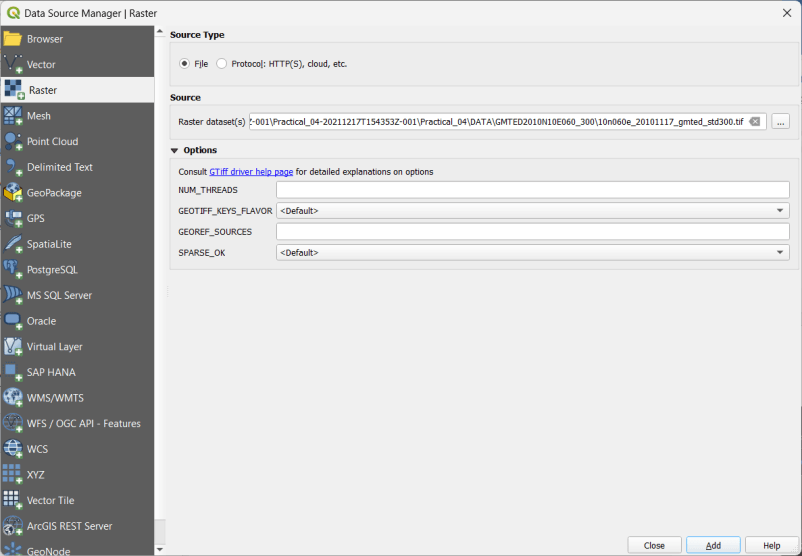 Data Source Manager | Raster
Browser
Vector
Raster
Mesh
Point Cloud
Delimited Text
GeoPackage
GPS
SpatiaLite
PostgreSQL
MS SQL Server
Oracle
Virtual Layer
SAP HANA
WMS/WMTS
WFS / OGC API - Features
WCS
XYZ
Vector Tile
ArcGIS REST Server
GeoNode
Source Type
File Protocol: HTTP(S), cloud, etc.
Source
Raster dataset(s) Z-001\Practical_04-20211217T154353Z-001\Practical_04\DATA\GMTED2010N10E060_300\10n060e_20101117_gmted_std300.tif ...
Options
Consult GTiff driver help page for detailed explanations on options
NUM_THREADS
GEOTIFF_KEYS_FLAVOR <Default>
GEOREF_SOURCES
SPARSE_OK <Default>
Close Add Help